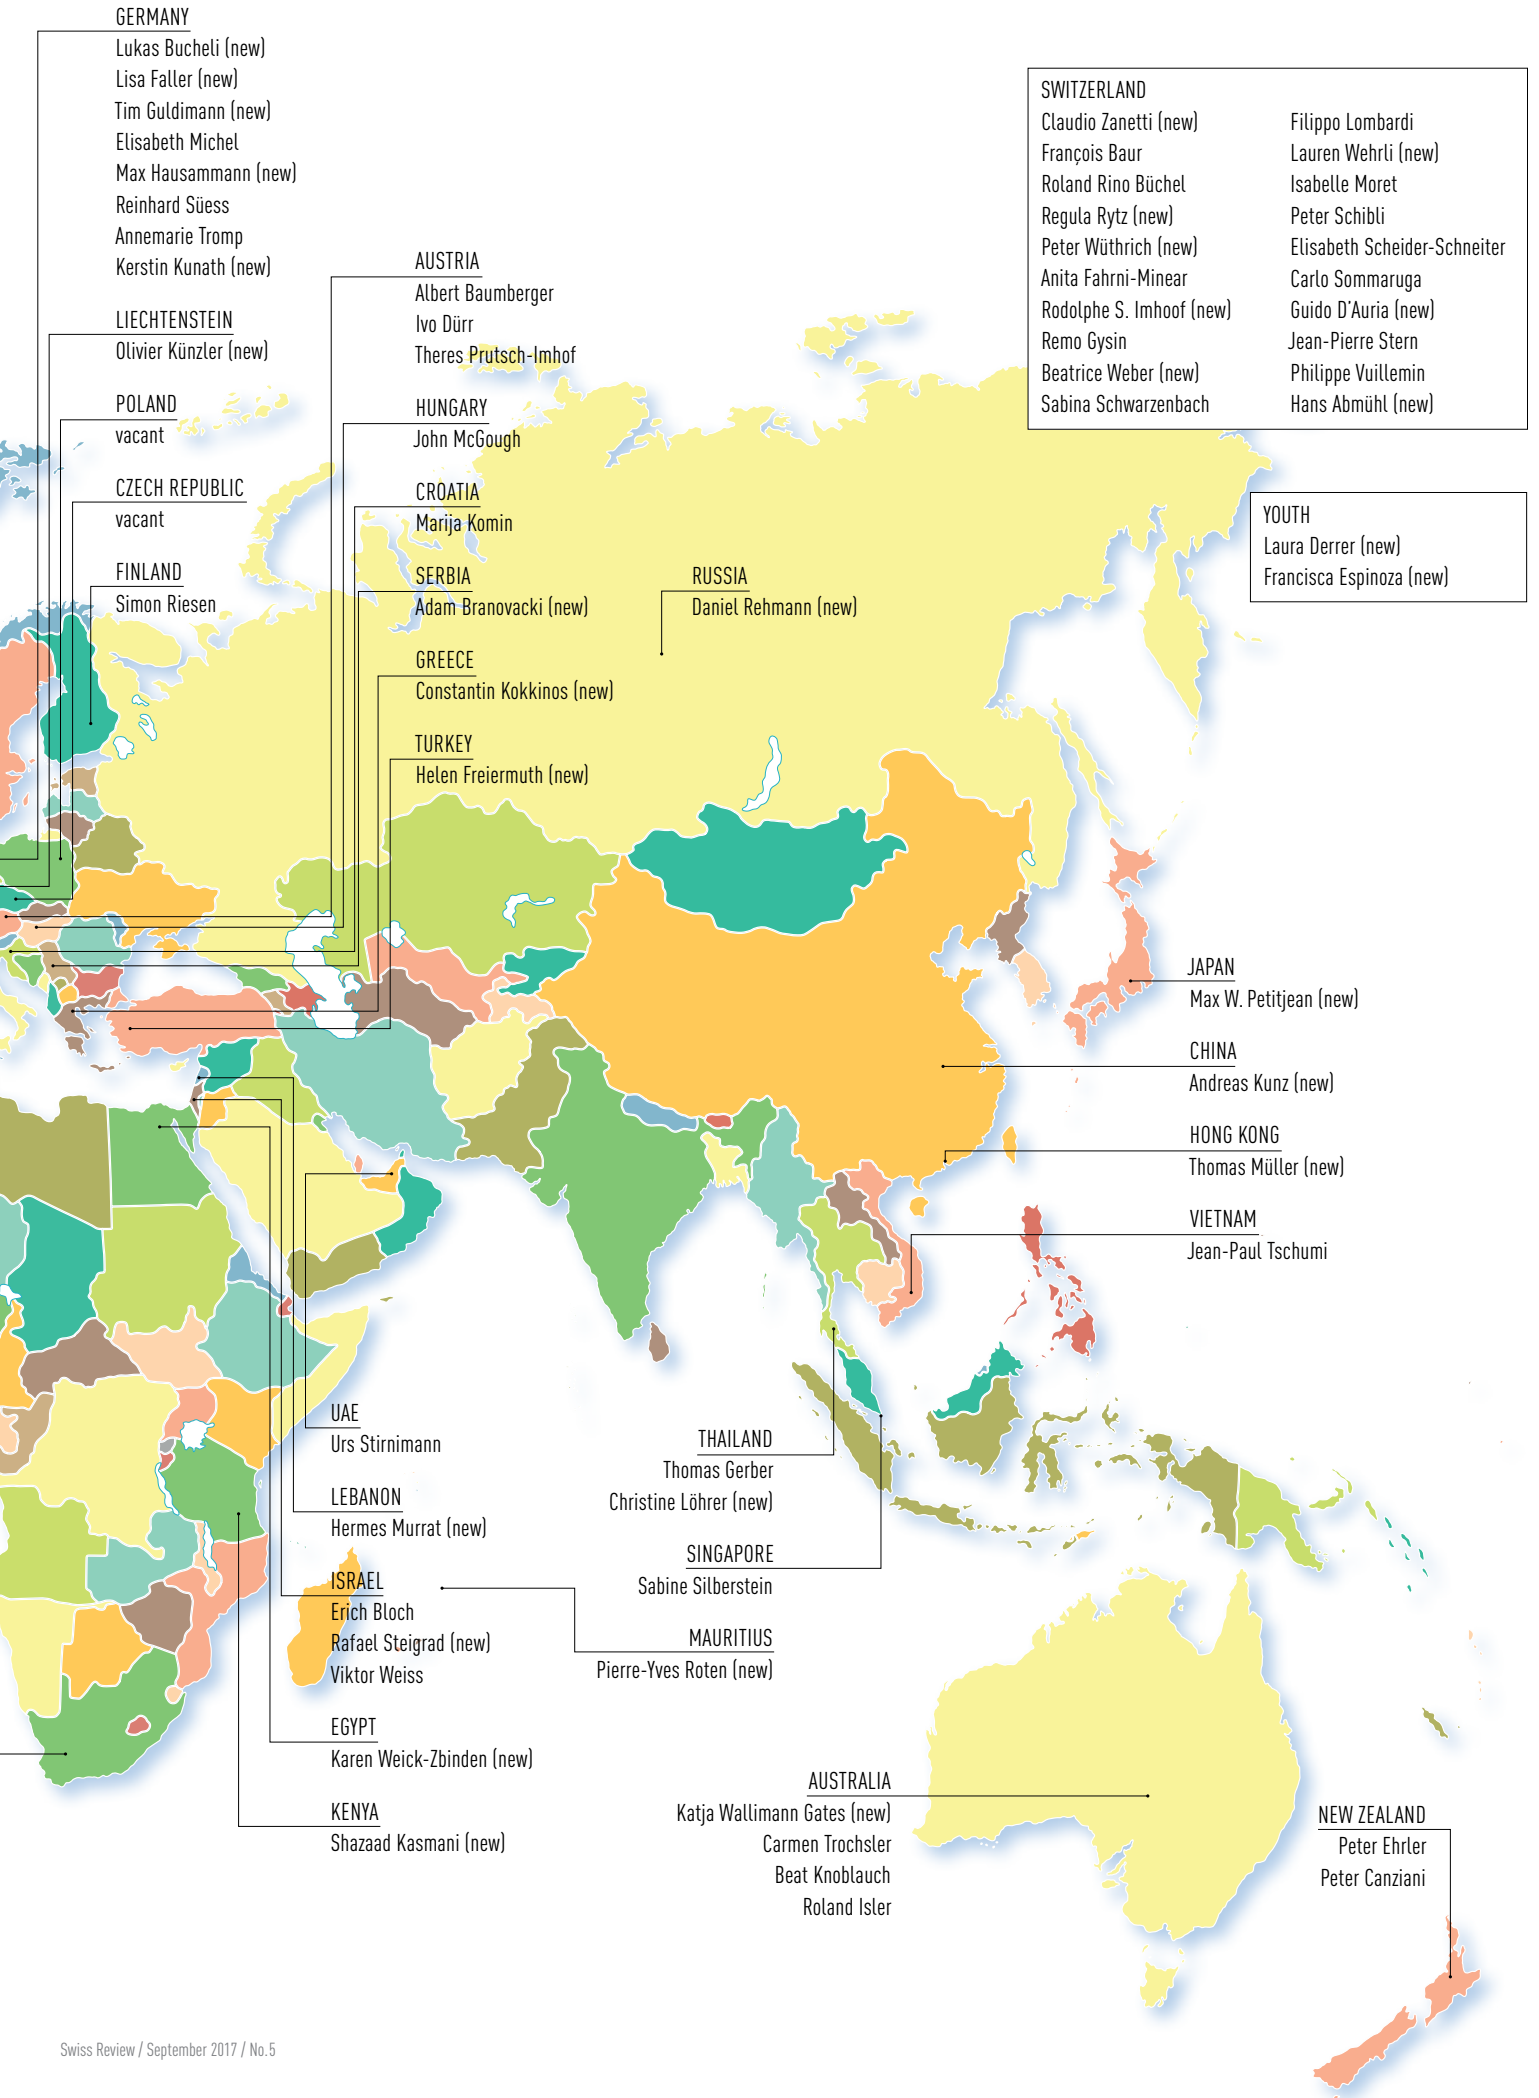 GERMANY
Lukas Bucheli (new)
Lisa Faller (new)
Tim Guldimann (new)
Elisabeth Michel
Max Hausammann (new)
Reinhard Süess
Annemarie Tromp
Kerstin Kunath (new)
LIECHTENSTEIN
Olivier Künzler (new)
POLAND
vacant
CZECH REPUBLIC
vacant
FINLAND
Simon Riesen
AUSTRIA
Albert Baumberger
Ivo Dürr
Theres Prutsch-Imhof
HUNGARY
John McGough
CROATIA
Marija Komin
SERBIA
Adam Branovacki (new)
GREECE
Constantin Kokkinos (new)
TURKEY
Helen Freiermuth (new)
RUSSIA
Daniel Rehmann (new)
SWITZERLAND
Claudio Zanetti (new)
François Baur
Roland Rino Büchel
Regula Rytz (new)
Peter Wüthrich (new)
Anita Fahrni-Minear
Rodolphe S. Imhoof (new)
Remo Gysin
Beatrice Weber (new)
Sabina Schwarzenbach
Filippo Lombardi
Lauren Wehrli (new)
Isabelle Moret
Peter Schibli
Elisabeth Scheider-Schneiter
Carlo Sommaruga
Guido D'Auria (new)
Jean-Pierre Stern
Philippe Vuillemin
Hans Abmühl (new)
YOUTH
Laura Derrer (new)
Francisca Espinoza (new)
JAPAN
Max W. Petitjean (new)
CHINA
Andreas Kunz (new)
HONG KONG
Thomas Müller (new)
VIETNAM
Jean-Paul Tschumi
UAE
Urs Stirnimann
LEBANON
Hermes Murrat (new)
ISRAEL
Erich Bloch
Rafael Steigrad (new)
Viktor Weiss
EGYPT
Karen Weick-Zbinden (new)
KENYA
Shazaad Kasmani (new)
THAILAND
Thomas Gerber
Christine Löhrer (new)
SINGAPORE
Sabine Silberstein
MAURITIUS
Pierre-Yves Roten (new)
AUSTRALIA
Katja Wallimann Gates (new)
Carmen Trochsler
Beat Knoblauch
Roland Isler
NEW ZEALAND
Peter Ehrler
Peter Canziani
Swiss Review / September 2017 / No.5